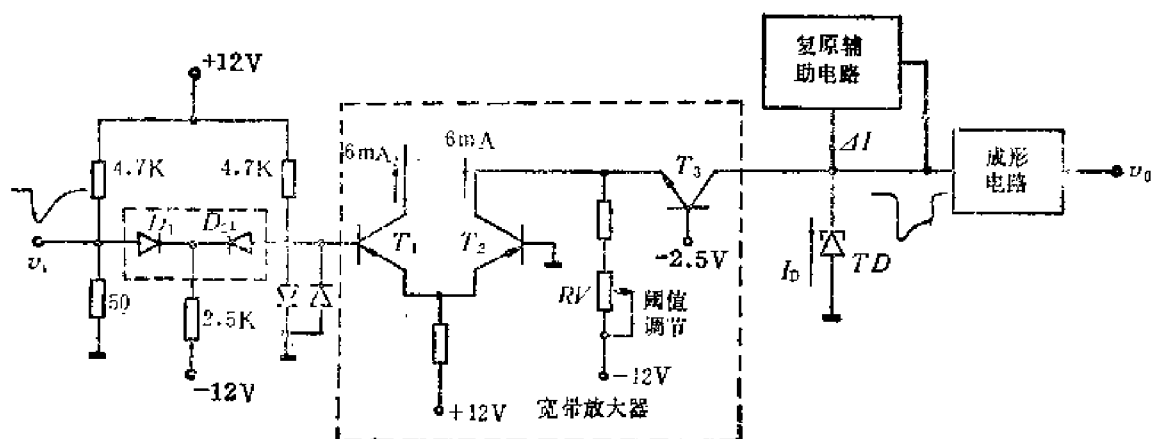 复原辅
助电路
+12V
6mA
6mA
4.7K
4.7K
T₃
ΔI
成形
电路
v₀
D₁
T₁
T₂
-2.5V
vᵢ
I_D
TD
50
2.5K
RV
阈值
调节
-12V
-12V
+12V
宽带放大器